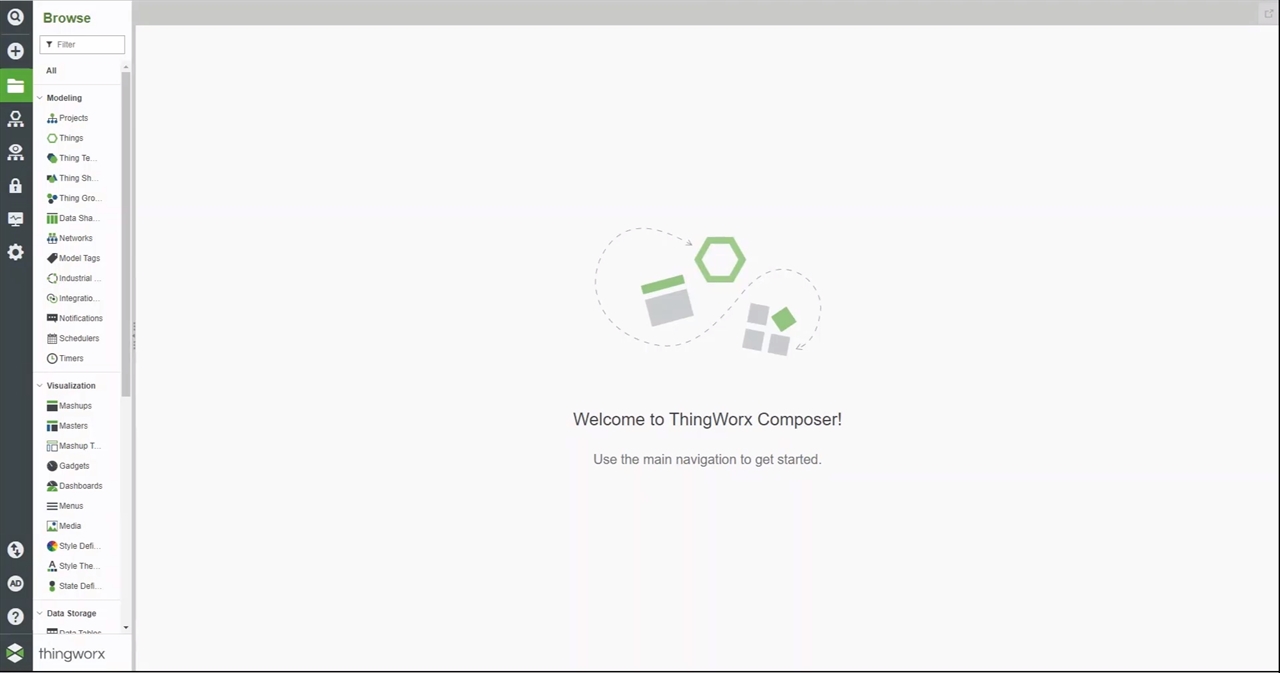 Browse
Filter
All
Modeling
Projects
Things
Thing Te...
Thing Sh...
Thing Gro...
Data Sha...
Networks
Model Tags
Industrial ...
Integratio...
Notifications
Schedulers
Timers
Visualization
Mashups
Masters
Mashup T...
Gadgets
Dashboards
Menus
Media
Style Defi...
Style The...
State Defi...
Data Storage
Data Tables
AD
?
thingworx
Welcome to ThingWorx Composer!
Use the main navigation to get started.